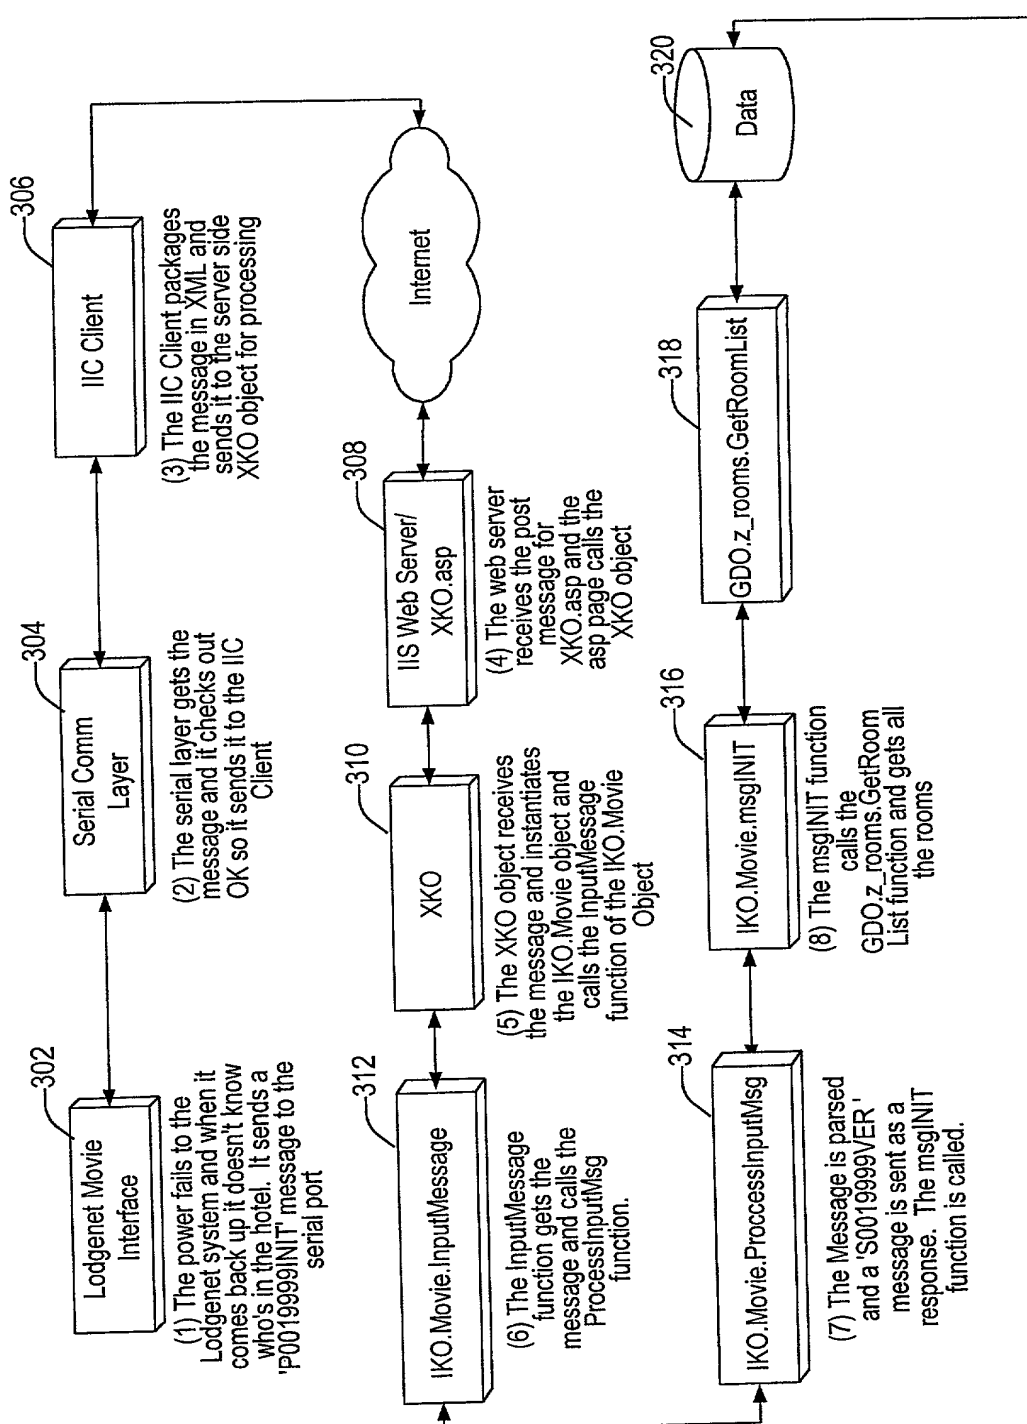 302
Lodgenet Movie
Interface
(1) The power fails to the
Lodgenet system and when it
comes back up it doesn't know
who's in the hotel. It sends a
'P0019999INIT' message to the
serial port
304
Serial Comm
Layer
(2) The serial layer gets the
message and it checks out
OK so it sends it to the IIC
Client
306
IIC Client
(3) The IIC Client packages
the message in XML and
sends it to the server side
XKO object for processing
Internet
308
IIS Web Server/
XKO.asp
(4) The web server
receives the post
message for
XKO.asp and the
asp page calls the
XKO object
310
XKO
(5) The XKO object receives
the message and instantiates
the IKO.Movie object and
calls the InputMessage
function of the IKO.Movie
Object
312
IKO.Movie.InputMessage
(6) The InputMessage
function gets the
message and calls the
ProcessInputMsg
function.
314
IKO.Movie.ProccessInputMsg
(7) The Message is parsed
and a 'S0019999VER '
message is sent as a
response. The msgINIT
function is called.
316
IKO.Movie.msgINIT
(8) The msgINIT function
calls the
GDO.z_rooms.GetRoom
List function and gets all
the rooms
318
GDO.z_rooms.GetRoomList
320
Data